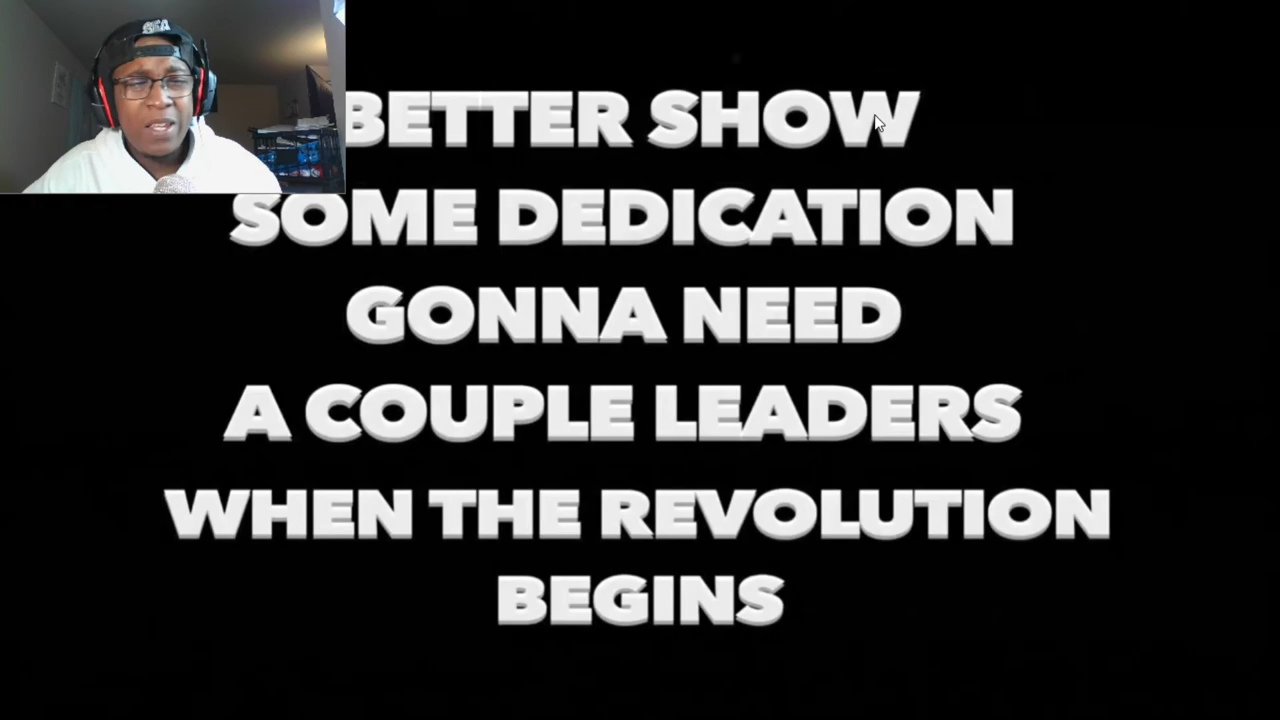 BETTER SHOW
SOME DEDICATION
GONNA NEED
A COUPLE LEADERS
WHEN THE REVOLUTION
BEGINS